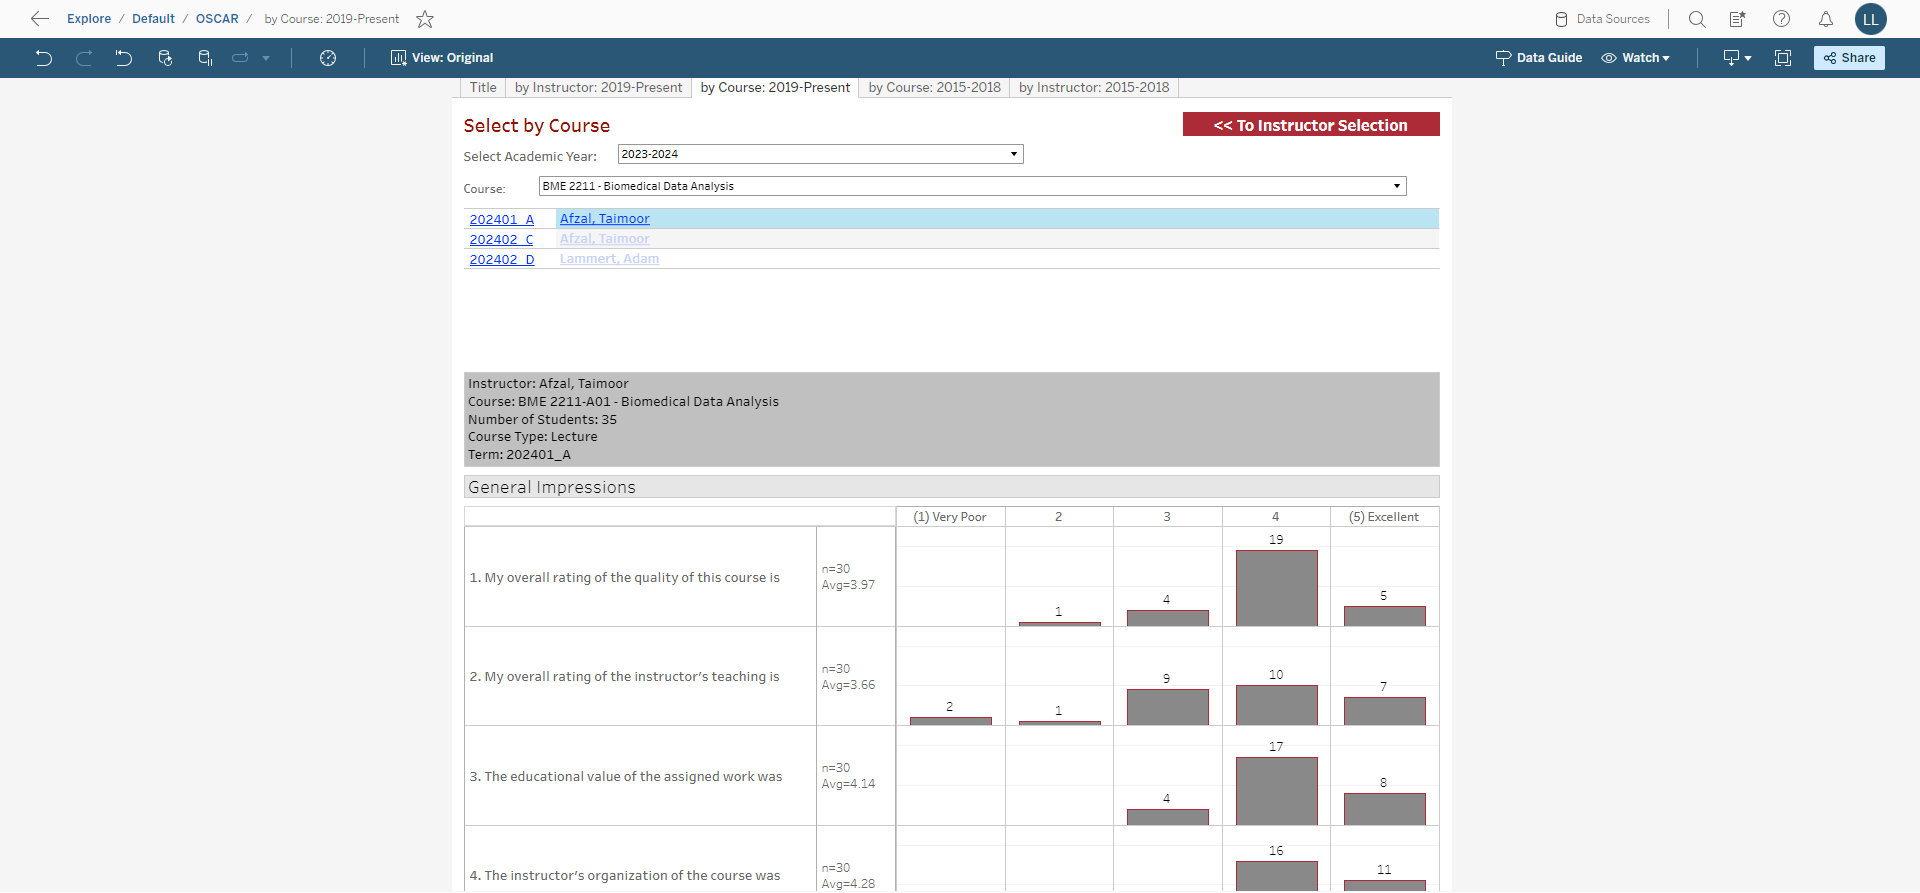 Explore / Default / OSCAR / by Course: 2019-Present
Data Sources
LL
View: Original
Data Guide
Watch
Share
Title
by Instructor: 2019-Present
by Course: 2019-Present
by Course: 2015-2018
by Instructor: 2015-2018
Select by Course
<< To Instructor Selection
Select Academic Year:
2023-2024
Course:
BME 2211 - Biomedical Data Analysis
202401_A Afzal, Taimoor
202402_C Afzal, Taimoor
202402_D Lammert, Adam
Instructor: Afzal, Taimoor
Course: BME 2211-A01 - Biomedical Data Analysis
Number of Students: 35
Course Type: Lecture
Term: 202401_A
General Impressions
(1) Very Poor 2 3 4 (5) Excellent
1. My overall rating of the quality of this course is
n=30
Avg=3.97
1 4 19 5
2. My overall rating of the instructor's teaching is
n=30
Avg=3.66
2 1 9 10 7
3. The educational value of the assigned work was
n=30
Avg=4.14
4 17 8
4. The instructor's organization of the course was
n=30
Avg=4.28
16 11